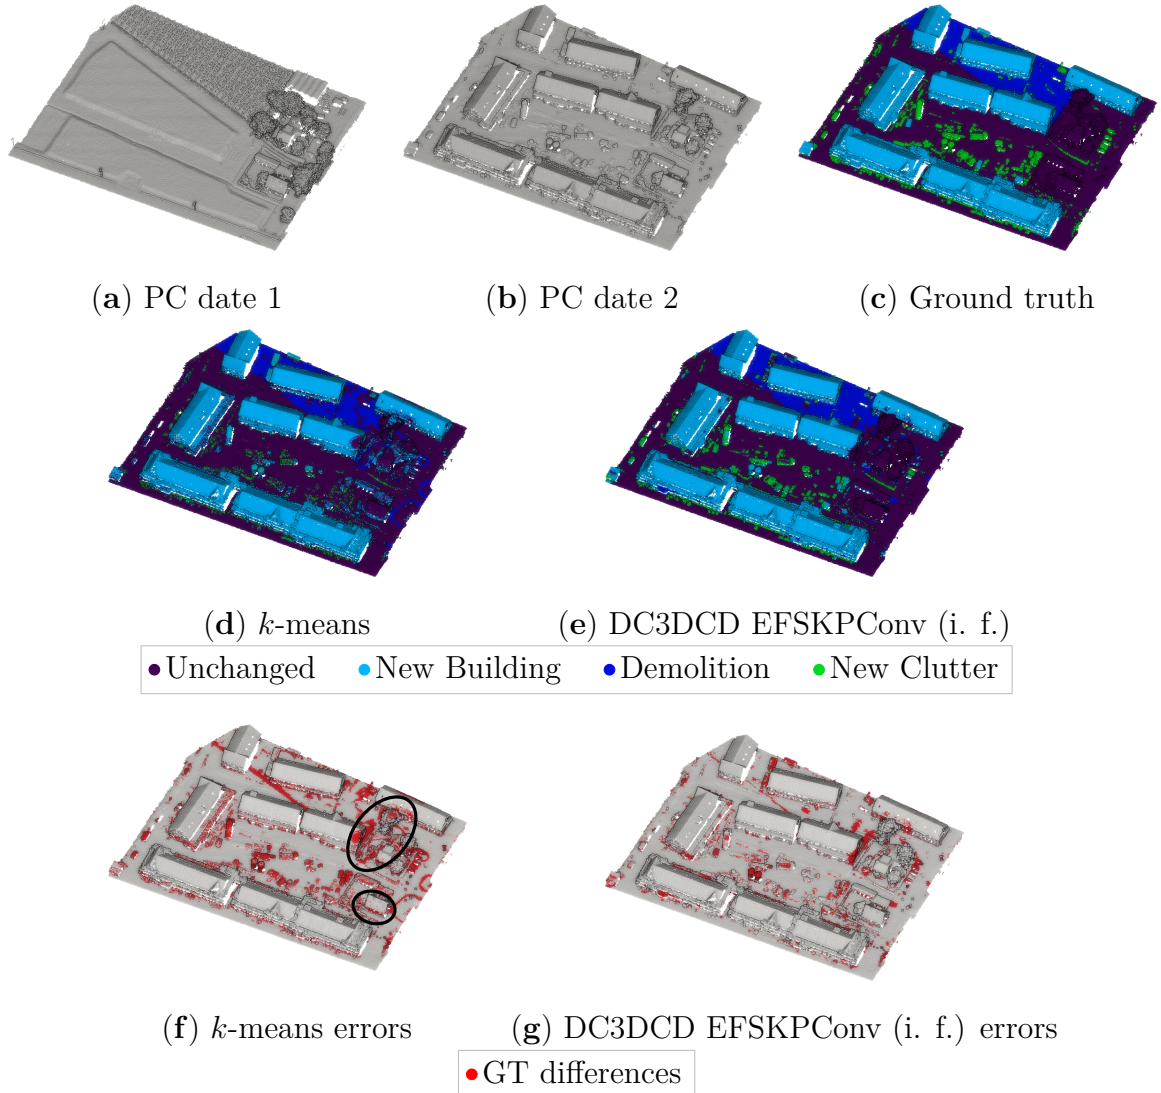 (a) PC date 1
(b) PC date 2
(c) Ground truth
(d) k-means
(e) DC3DCD EFSKPConv (i. f.)
Unchanged New Building Demolition New Clutter
(f) k-means errors
(g) DC3DCD EFSKPConv (i. f.) errors
GT differences